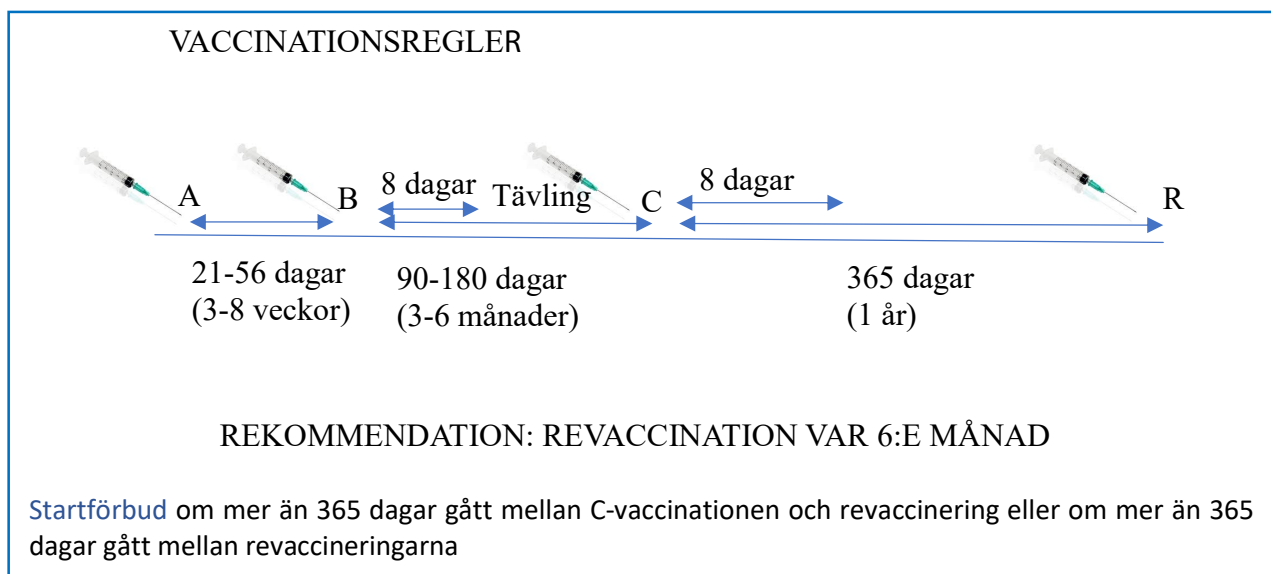 VACCINATIONSREGLER
A
B
8 dagar
Tävling
C
8 dagar
R
21-56 dagar
(3-8 veckor)
90-180 dagar
(3-6 månader)
365 dagar
(1 år)
REKOMMENDATION: REVACCINATION VAR 6:E MÅNAD
Startförbud om mer än 365 dagar gått mellan C-vaccinationen och revaccinering eller om mer än 365
dagar gått mellan revaccineringarna